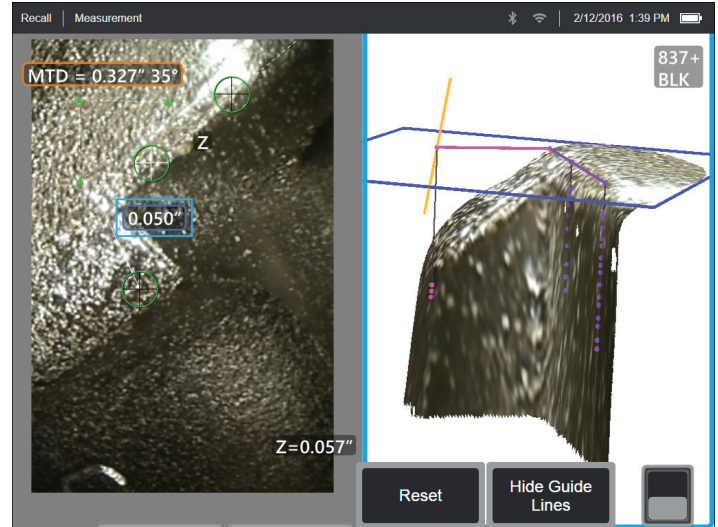 Recall Measurement 2/12/2016 1:39 PM
MTD = 0.327" 35°
837+
BLK
Z
0.050"
Z=0.057"
Reset
Hide Guide
Lines